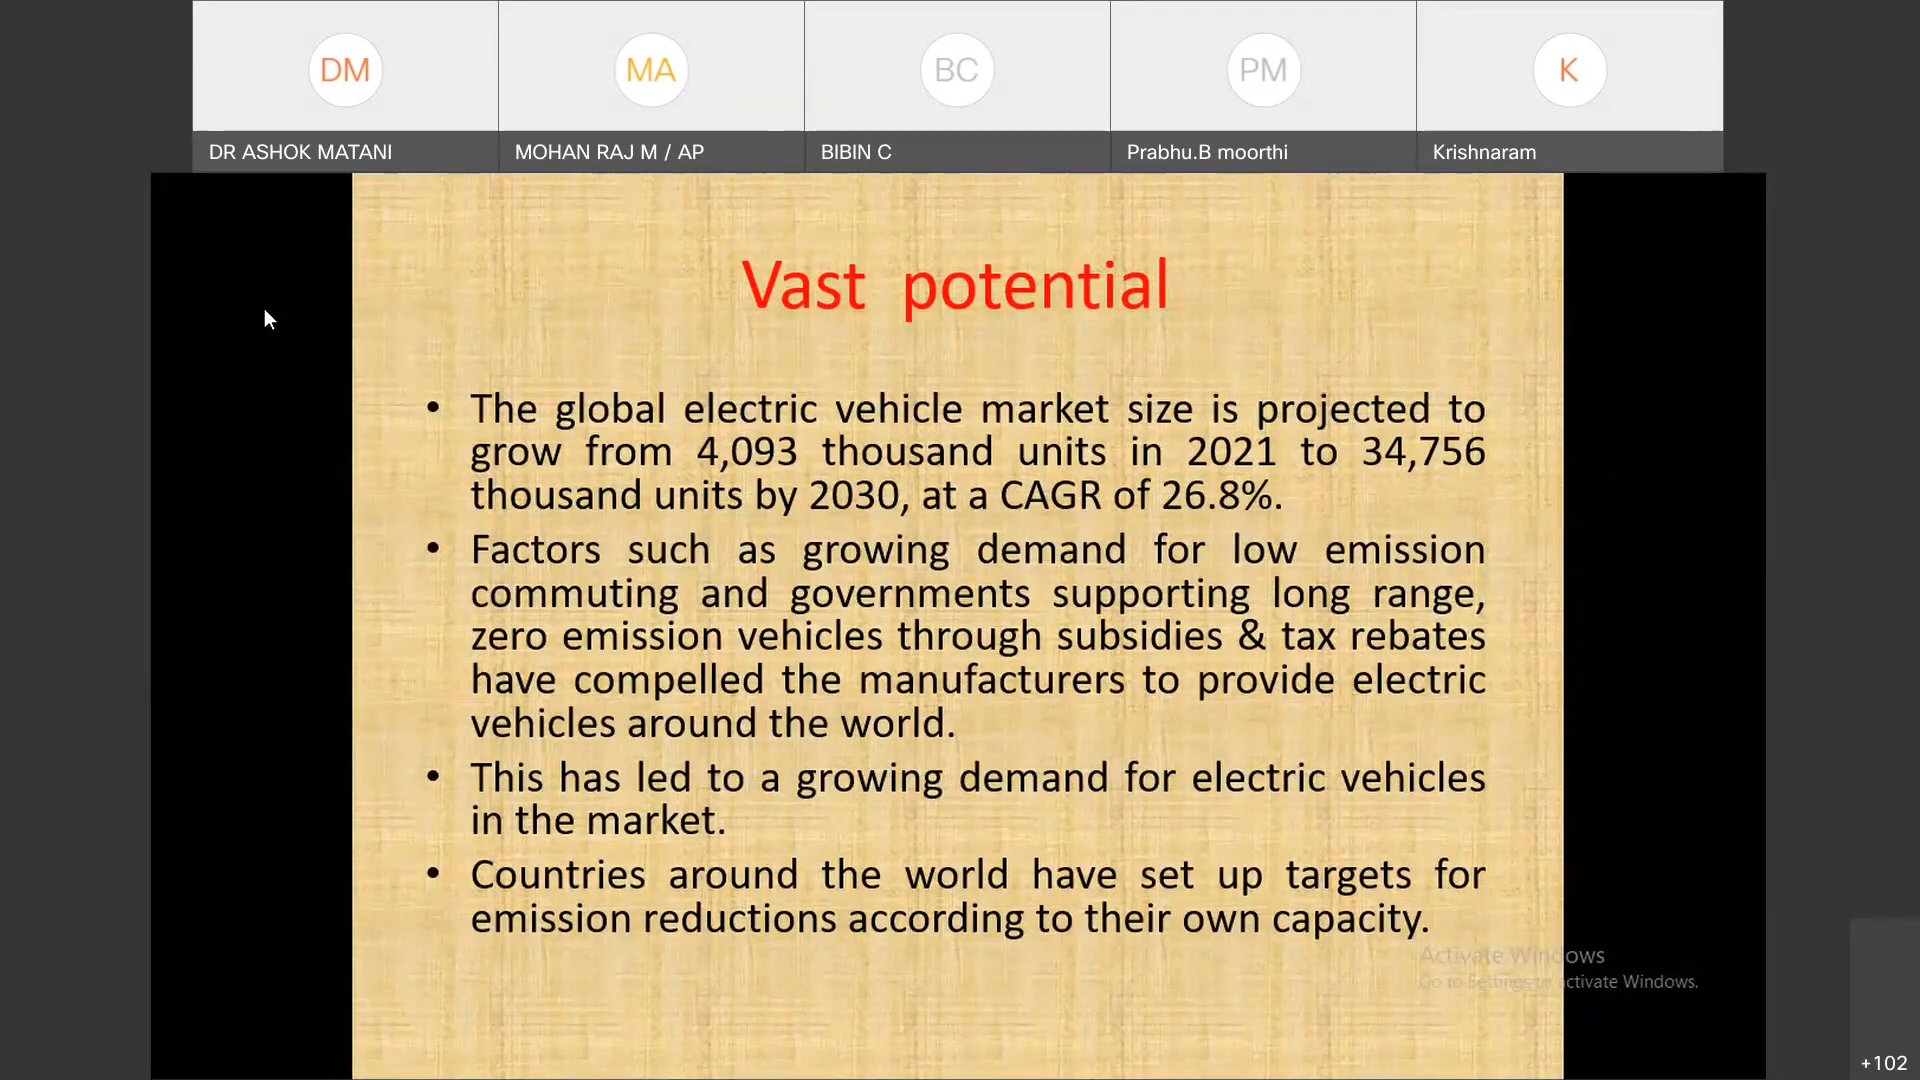 DM
MA
BC
PM
K
DR ASHOK MATANI
MOHAN RAJ M / AP
BIBIN C
Prabhu.B moorthi
Krishnaram
Vast potential
• The global electric vehicle market size is projected to
grow from 4,093 thousand units in 2021 to 34,756
thousand units by 2030, at a CAGR of 26.8%.
• Factors such as growing demand for low emission
commuting and governments supporting long range,
zero emission vehicles through subsidies & tax rebates
have compelled the manufacturers to provide electric
vehicles around the world.
• This has led to a growing demand for electric vehicles
in the market.
• Countries around the world have set up targets for
emission reductions according to their own capacity.
Activate Windows
Go to Settings to activate Windows.
+102